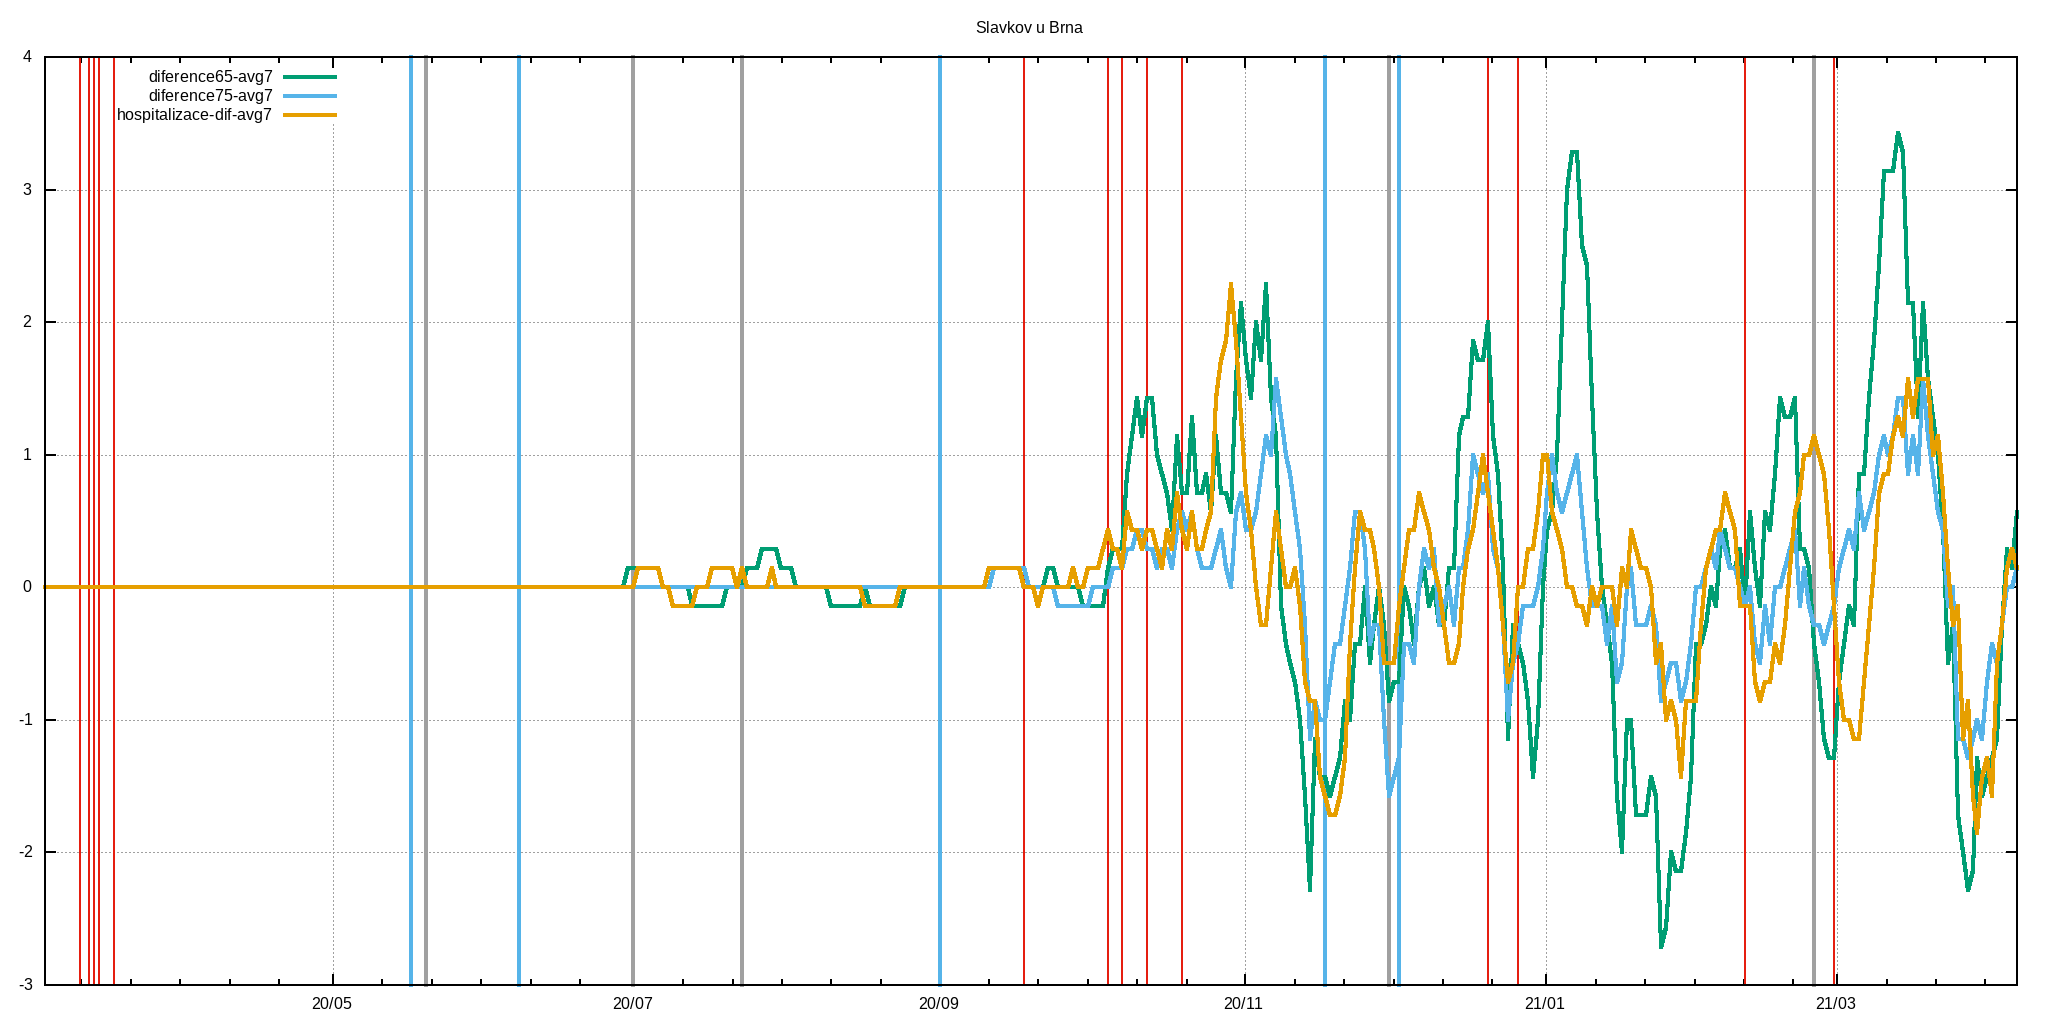 Slavkov u Brna
4
diference65-avg7
diference75-avg7
hospitalizace-dif-avg7
3
2
1
0
-1
-2
-3
20/05 20/07 20/09 20/11 21/01 21/03